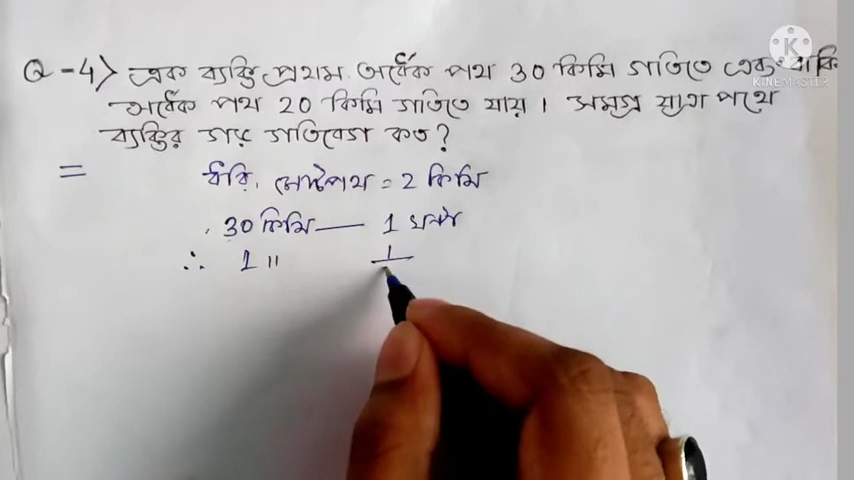 Q-4> এক ব্যক্তি প্রথম অর্ধেক পথ 30 কিমি গতিতে এবং বাকি
অর্ধেক পথ 20 কিমি গতিতে যায়। সমগ্র যাত্রা পথে
ব্যক্তির গড় গতিবেগ কত?
= ধরি, মোটপথ = 2 কিমি
30 কিমি — 1 ঘন্টা
∴ 1 " 1
K
KINEMASTER